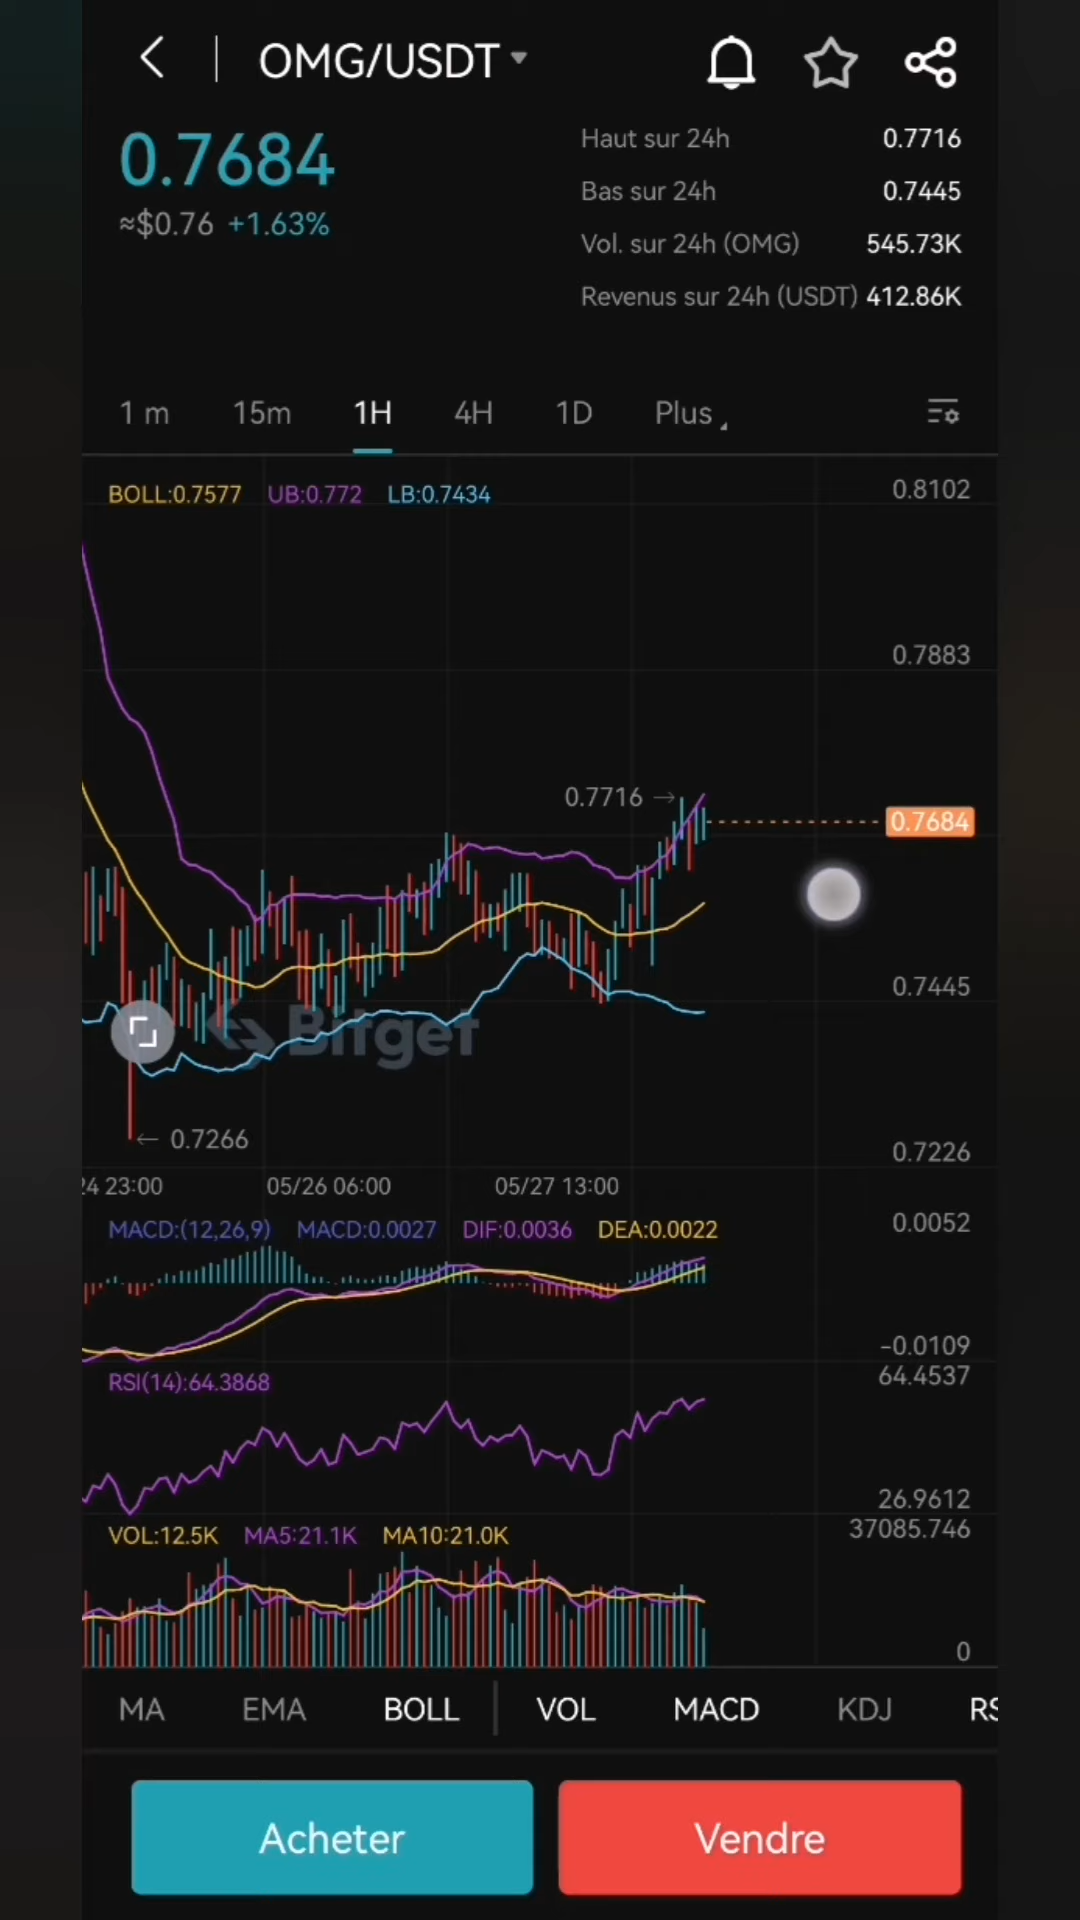 OMG/USDT
0.7684
≈$0.76 +1.63%
Haut sur 24h 0.7716
Bas sur 24h 0.7445
Vol. sur 24h (OMG) 545.73K
Revenus sur 24h (USDT) 412.86K
1 m 15m 1H 4H 1D Plus
BOLL:0.7577 UB:0.772 LB:0.7434
0.8102
0.7883
0.7716 →
0.7684
0.7445
Bitget
← 0.7266
0.7226
24 23:00 05/26 06:00 05/27 13:00
MACD:(12,26,9) MACD:0.0027 DIF:0.0036 DEA:0.0022
0.0052
-0.0109
RSI(14):64.3868
64.4537
26.9612
VOL:12.5K MA5:21.1K MA10:21.0K
37085.746
0
MA EMA BOLL VOL MACD KDJ RS
Acheter Vendre